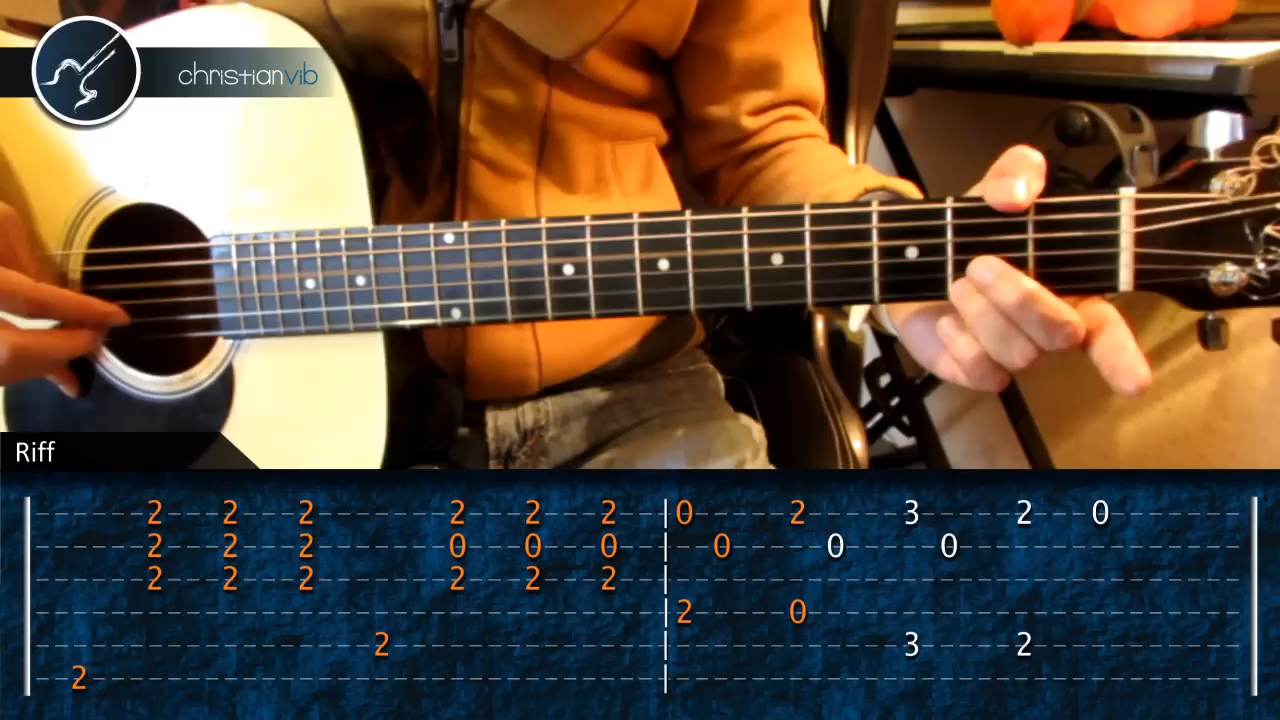 christianvib
Riff
2 2 2 2 2 2 0 2 3 2 0
2 2 2 0 0 0 0 0 0
2 2 2 2 2 2
2 0
2 3 2
2